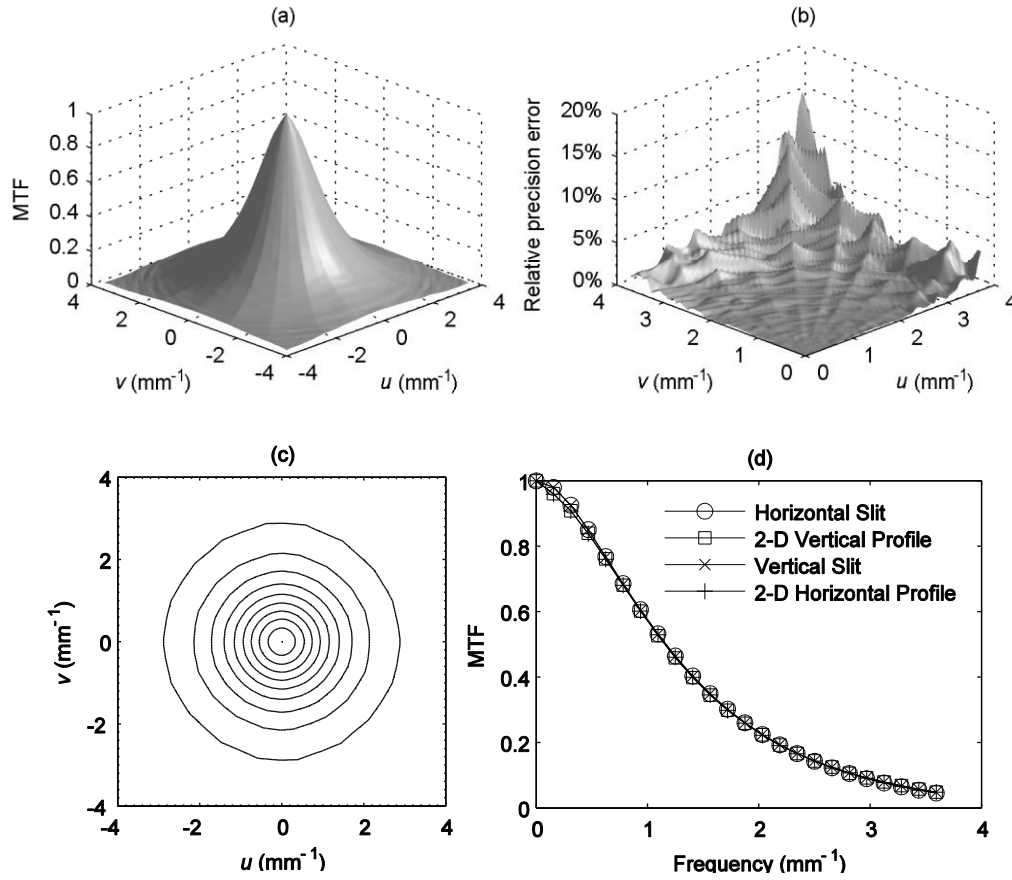 (a)
MTF
1
0.8
0.6
0.4
0.2
0
4
2
0
-2
-4
v (mm-1)
-4
-2
0
2
4
u (mm-1)
(b)
Relative precision error
20%
15%
10%
5%
0%
4
3
2
1
0
v (mm-1)
0
1
2
3
4
u (mm-1)
(c)
4
2
0
-2
-4
v (mm-1)
-4
-2
0
2
4
u (mm-1)
(d)
MTF
1
0.8
0.6
0.4
0.2
0
Horizontal Slit
2-D Vertical Profile
Vertical Slit
2-D Horizontal Profile
0
1
2
3
4
Frequency (mm-1)